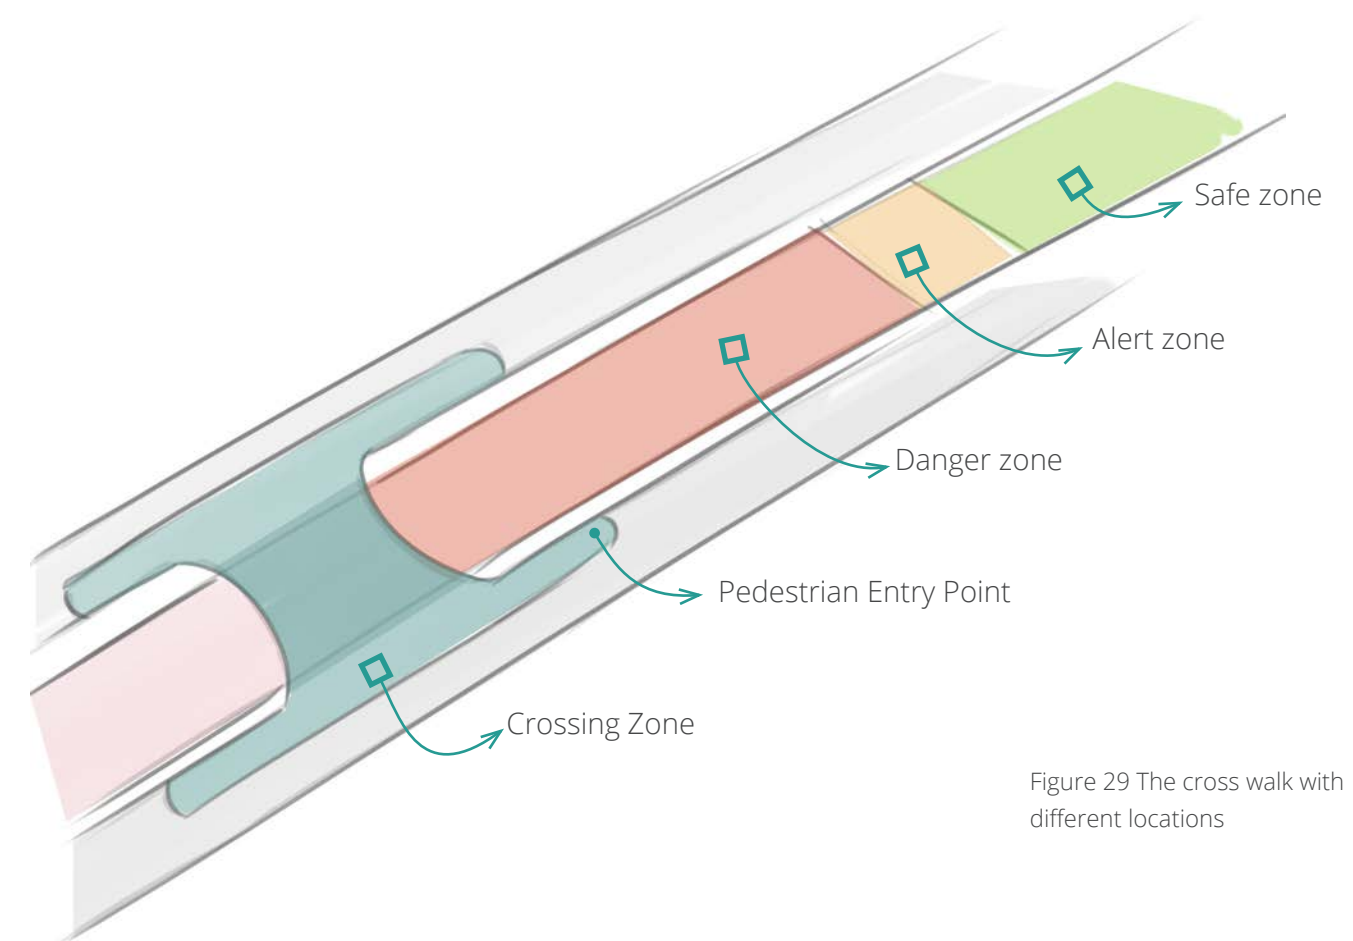 Safe zone
Alert zone
Danger zone
Pedestrian Entry Point
Crossing Zone
Figure 29 The cross walk with
different locations